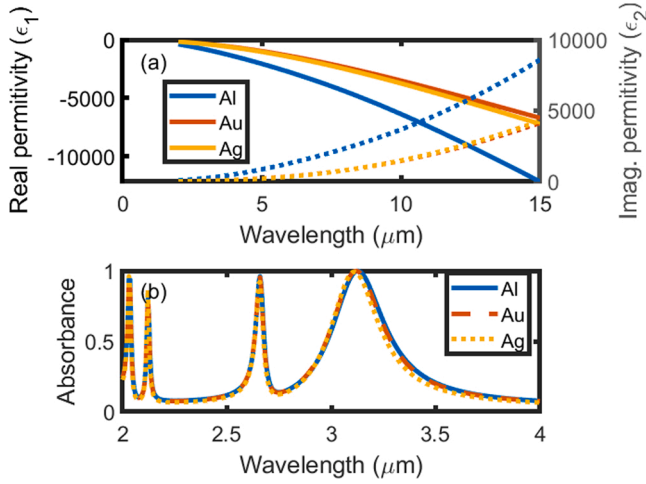 Real permitivity (ϵ1)
0
-5000
-10000
(a)
Al
Au
Ag
10000
5000
0
Imag. permitivity (ϵ2)
0
5
10
15
Wavelength (μm)
Absorbance
1
0.5
0
(b)
Al
Au
Ag
2
2.5
3
3.5
4
Wavelength (μm)